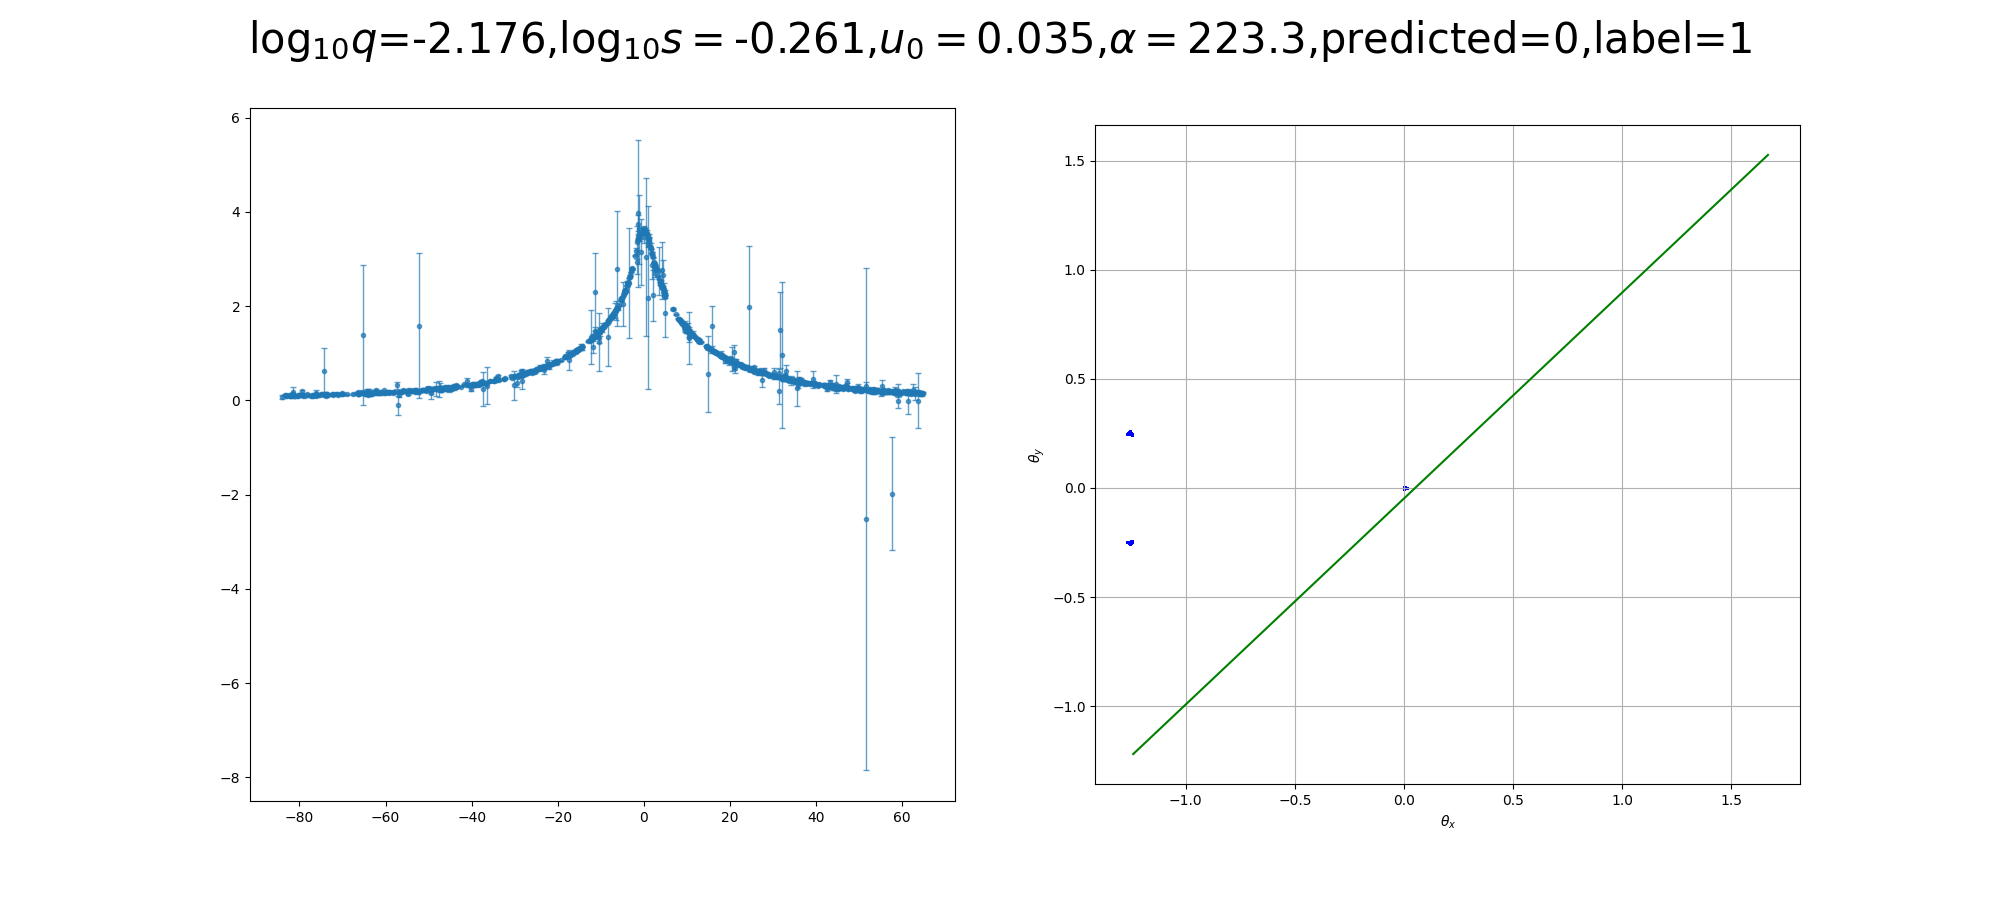 log₁₀q=-2.176,log₁₀s = -0.261,u₀ = 0.035,α = 223.3,predicted=0,label=1
6
4
2
0
−2
−4
−6
−8
−80 −60 −40 −20 0 20 40 60
1.5
1.0
0.5
0.0
−0.5
−1.0
θy
−1.0 −0.5 0.0 0.5 1.0 1.5
θx